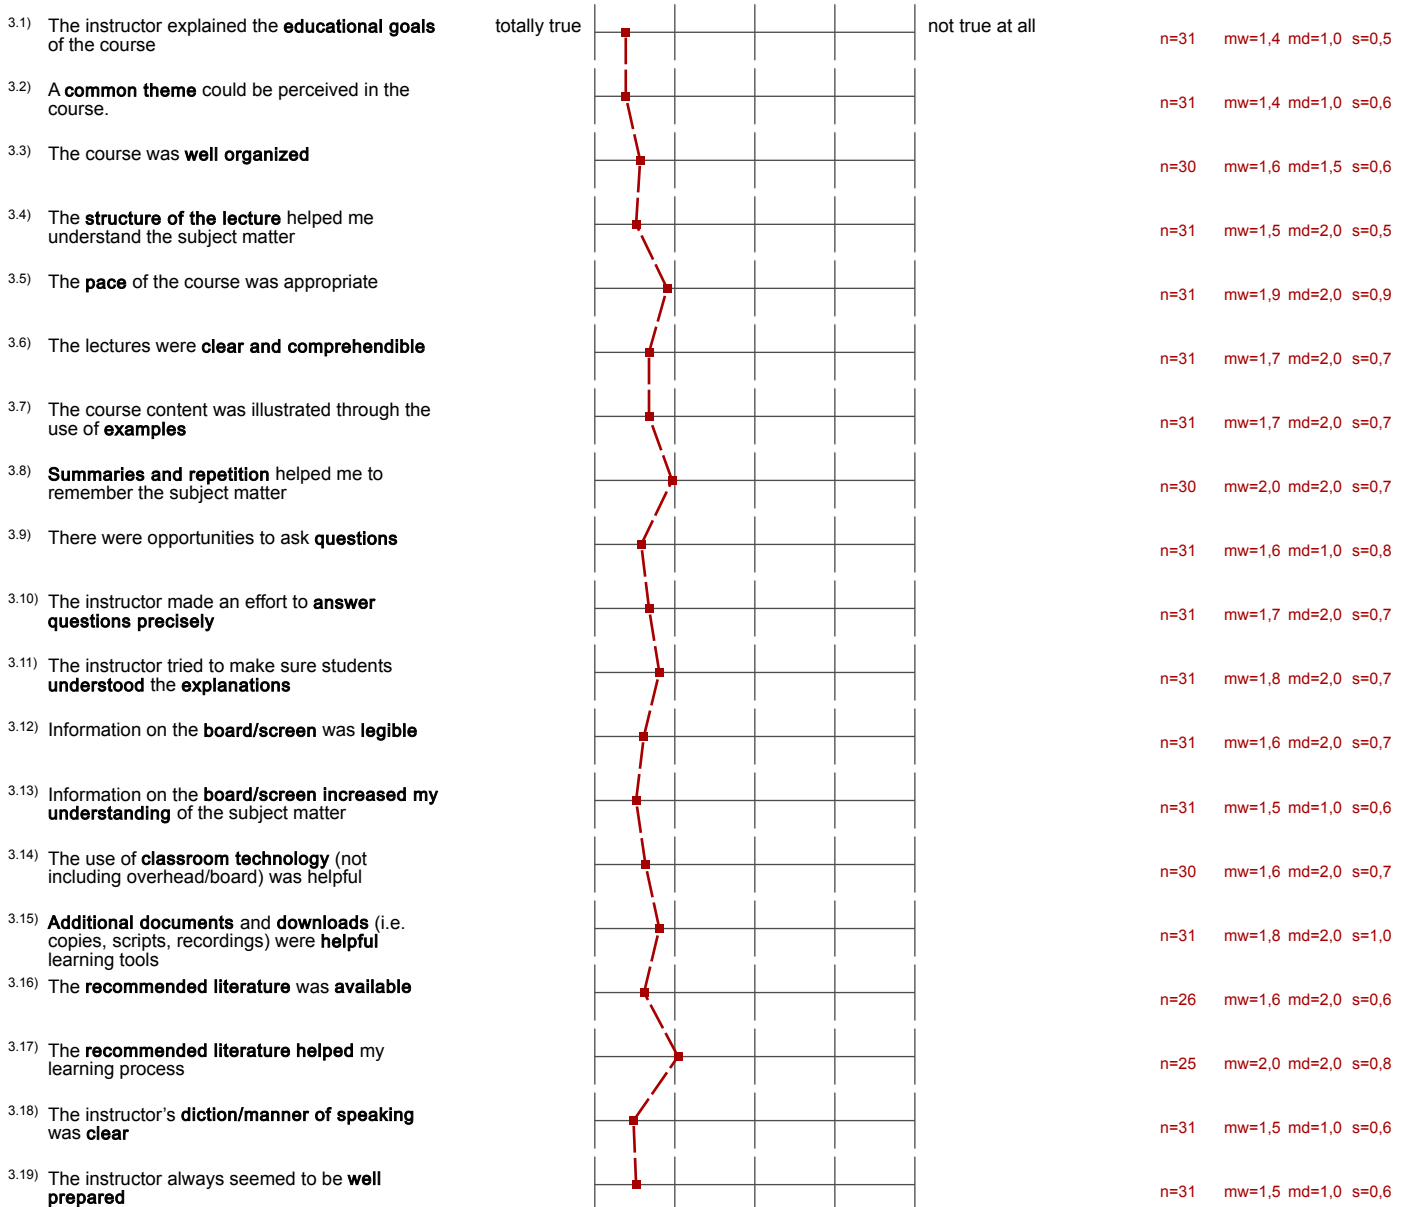 3.1) The instructor explained the educational goals totally true not true at all
of the course n=31 mw=1,4 md=1,0 s=0,5
3.2) A common theme could be perceived in the
course. n=31 mw=1,4 md=1,0 s=0,6
3.3) The course was well organized
n=30 mw=1,6 md=1,5 s=0,6
3.4) The structure of the lecture helped me
understand the subject matter n=31 mw=1,5 md=2,0 s=0,5
3.5) The pace of the course was appropriate
n=31 mw=1,9 md=2,0 s=0,9
3.6) The lectures were clear and comprehendible
n=31 mw=1,7 md=2,0 s=0,7
3.7) The course content was illustrated through the
use of examples n=31 mw=1,7 md=2,0 s=0,7
3.8) Summaries and repetition helped me to
remember the subject matter n=30 mw=2,0 md=2,0 s=0,7
3.9) There were opportunities to ask questions
n=31 mw=1,6 md=1,0 s=0,8
3.10) The instructor made an effort to answer
questions precisely n=31 mw=1,7 md=2,0 s=0,7
3.11) The instructor tried to make sure students
understood the explanations n=31 mw=1,8 md=2,0 s=0,7
3.12) Information on the board/screen was legible
n=31 mw=1,6 md=2,0 s=0,7
3.13) Information on the board/screen increased my
understanding of the subject matter n=31 mw=1,5 md=1,0 s=0,6
3.14) The use of classroom technology (not
including overhead/board) was helpful n=30 mw=1,6 md=2,0 s=0,7
3.15) Additional documents and downloads (i.e.
copies, scripts, recordings) were helpful n=31 mw=1,8 md=2,0 s=1,0
learning tools
3.16) The recommended literature was available
n=26 mw=1,6 md=2,0 s=0,6
3.17) The recommended literature helped my
learning process n=25 mw=2,0 md=2,0 s=0,8
3.18) The instructor's diction/manner of speaking
was clear n=31 mw=1,5 md=1,0 s=0,6
3.19) The instructor always seemed to be well
prepared n=31 mw=1,5 md=1,0 s=0,6